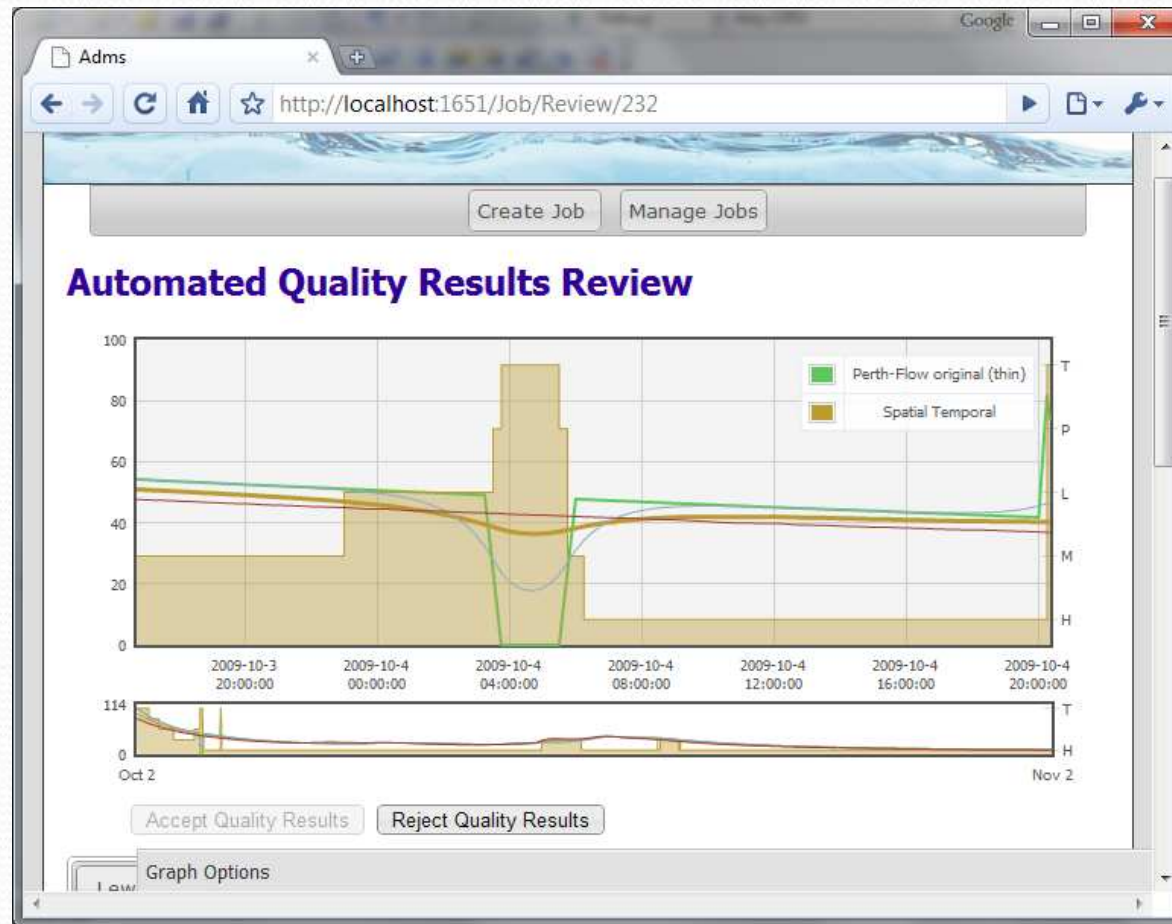 Google
Adms
http://localhost:1651/Job/Review/232
Create Job Manage Jobs
Automated Quality Results Review
100
80
60
40
20
0
Perth-Flow original (thin)
Spatial Temporal
T
P
L
M
H
2009-10-3 2009-10-4 2009-10-4 2009-10-4 2009-10-4 2009-10-4 2009-10-4
20:00:00 00:00:00 04:00:00 08:00:00 12:00:00 16:00:00 20:00:00
114
0
T
H
Oct 2 Nov 2
Accept Quality Results Reject Quality Results
Graph Options
Lew